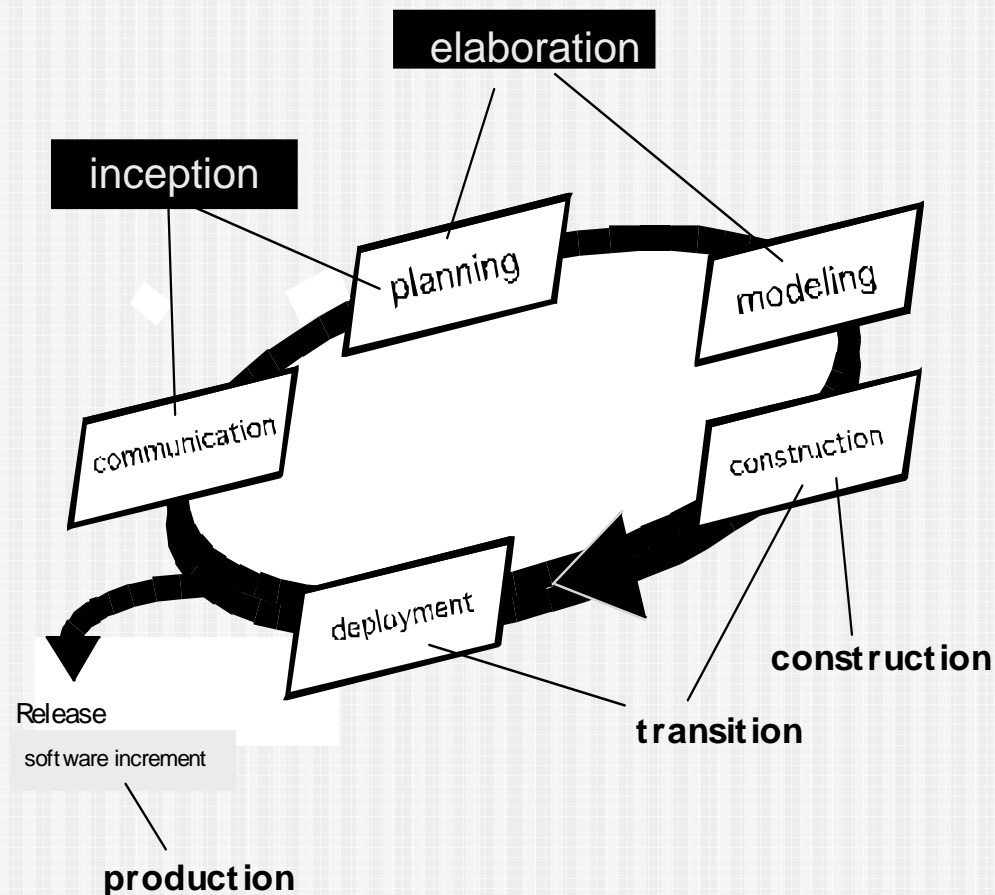 elaboration
inception
planning
modeling
communication
construction
deployment
construction
transition
Release
software increment
production